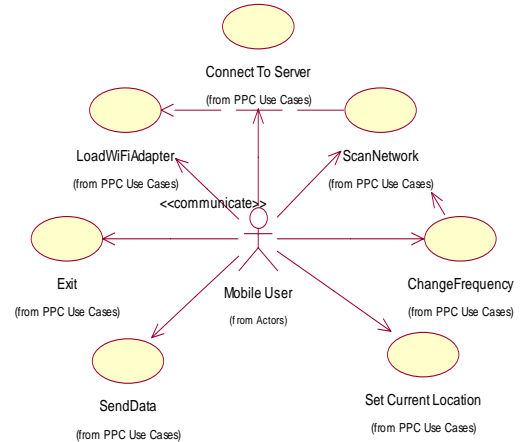 Connect To Server
(from PPC Use Cases)
LoadWiFiAdapter
(from PPC Use Cases)
ScanNetwork
(from PPC Use Cases)
<<communicate>>
Exit
(from PPC Use Cases)
Mobile User
(from Actors)
ChangeFrequency
(from PPC Use Cases)
SendData
(from PPC Use Cases)
Set Current Location
(from PPC Use Cases)